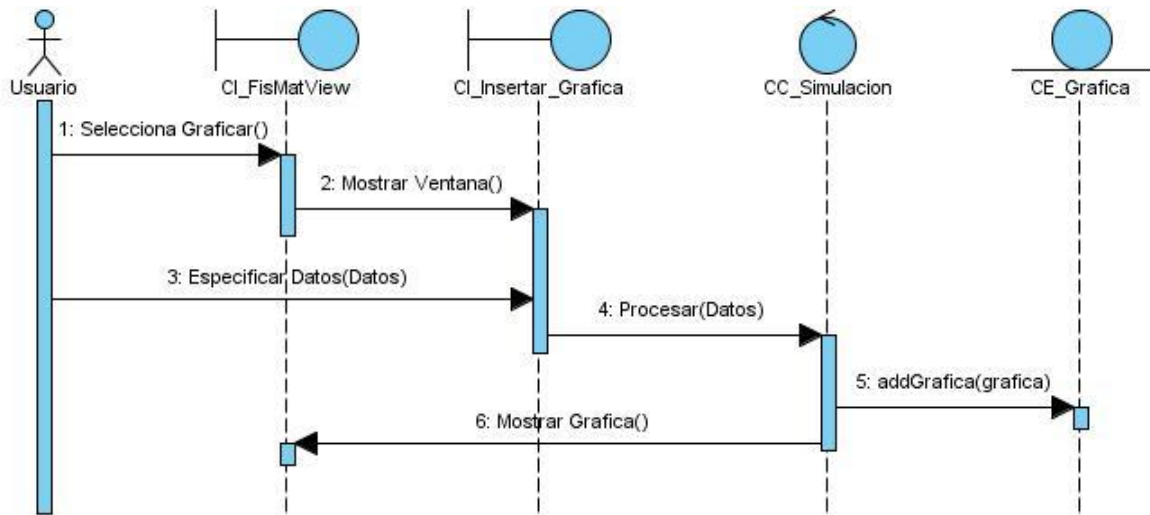 Usuario
CI_FisMatView
CI_Insertar_Grafica
CC_Simulacion
CE_Grafica
1: Selecciona Graficar()
2: Mostrar Ventana()
3: Especificar Datos(Datos)
4: Procesar(Datos)
5: addGrafica(grafica)
6: Mostrar Grafica()